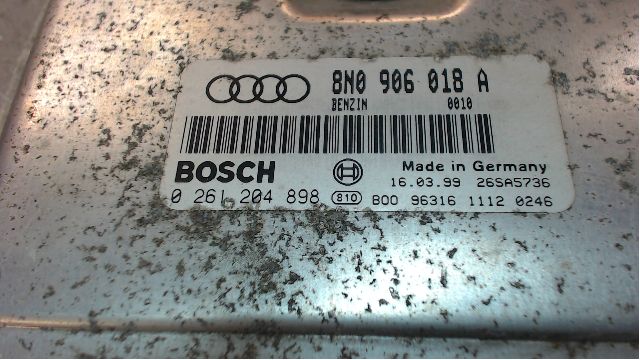 8N0 906 018 A
BENZIN 0010
BOSCH Made in Germany
16.03.99 26SA5736
0 261 204 898 810 B00 96316 1112 0246